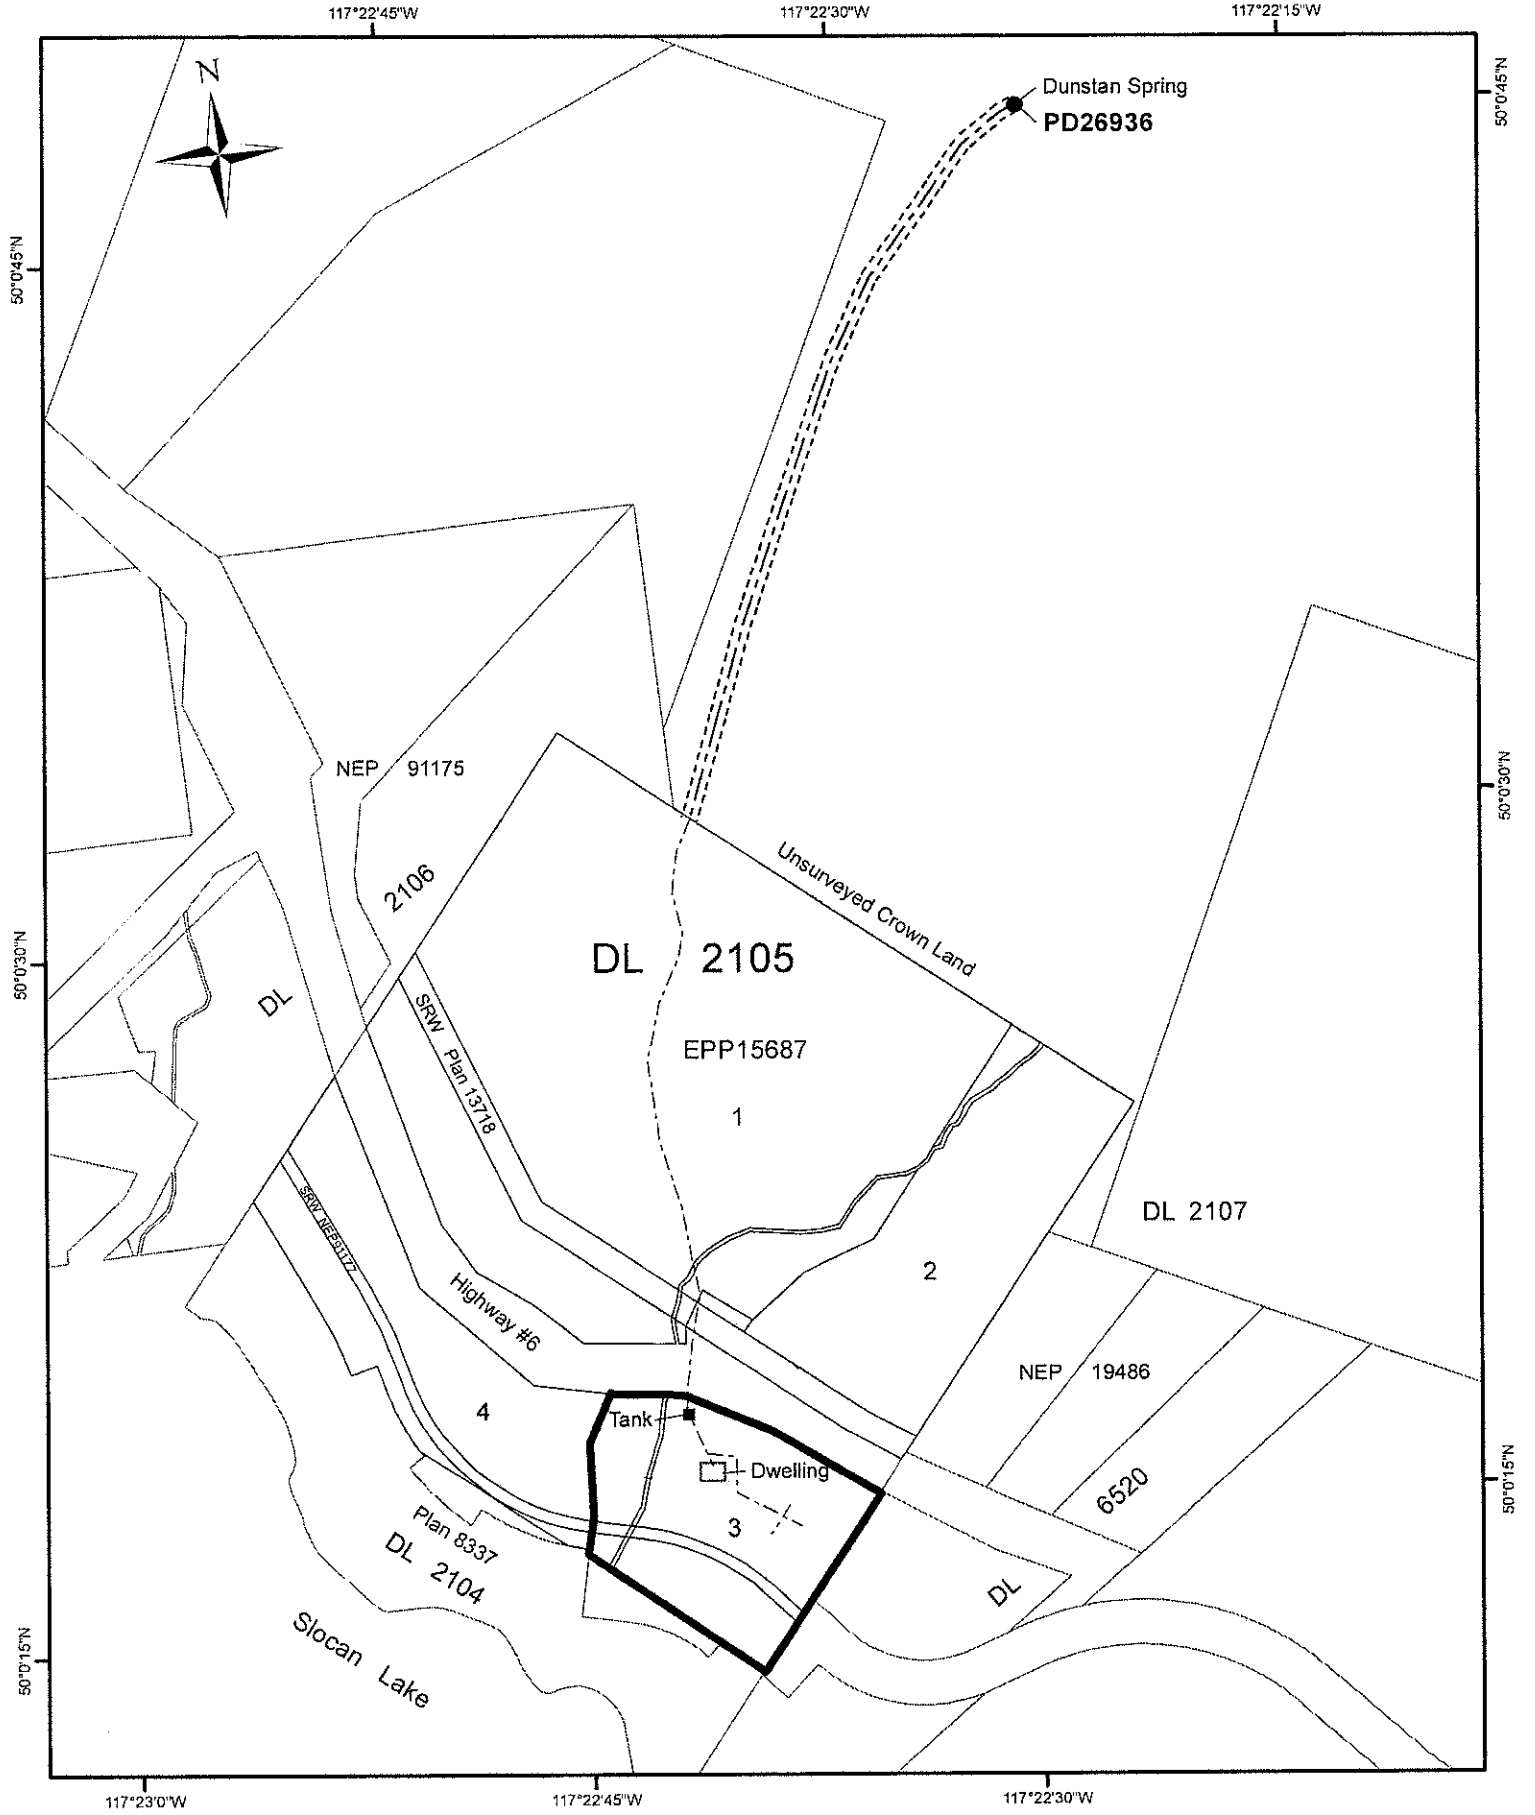 117°22'45"W
117°22'30"W
117°22'15"W
N
Dunstan Spring
PD26936
50°0'45"N
50°0'45"N
NEP 91175
50°0'30"N
2106
Unsurveyed Crown Land
DL 2105
50°0'30"N
DL
SRW Plan 13718
EPP15687
1
SRW NEP91177
DL 2107
2
Highway #6
NEP 19486
4
Tank
Dwelling
50°0'15"N
6520
3
Plan 8337
DL 2104
DL
Slocan Lake
50°0'15"N
117°23'0"W
117°22'45"W
117°22'30"W